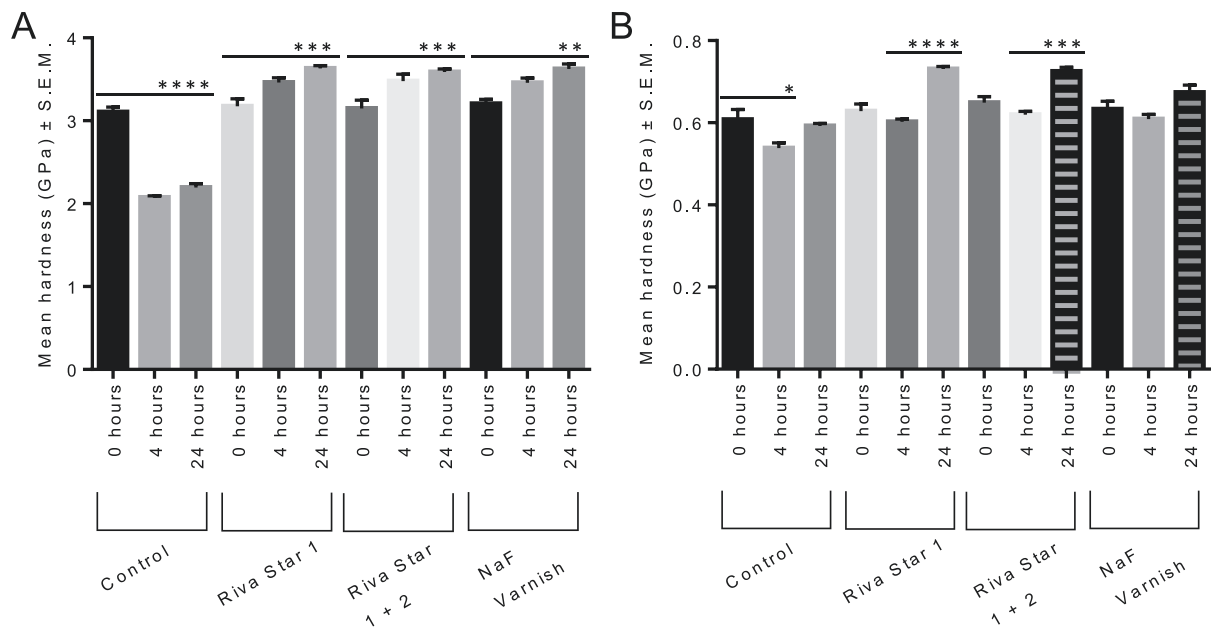 A
Mean hardness (GPa) ± S.E.M.
4
3
2
1
0
****
***
***
**
0 hours
4 hours
24 hours
0 hours
4 hours
24 hours
0 hours
4 hours
24 hours
0 hours
4 hours
24 hours
Control
Riva Star 1
Riva Star
1 + 2
NaF
Varnish
B
Mean hardness (GPa) ± S.E.M.
0.8
0.6
0.4
0.2
0.0
*
****
***
0 hours
4 hours
24 hours
0 hours
4 hours
24 hours
0 hours
4 hours
24 hours
0 hours
4 hours
24 hours
Control
Riva Star 1
Riva Star
1 + 2
NaF
Varnish